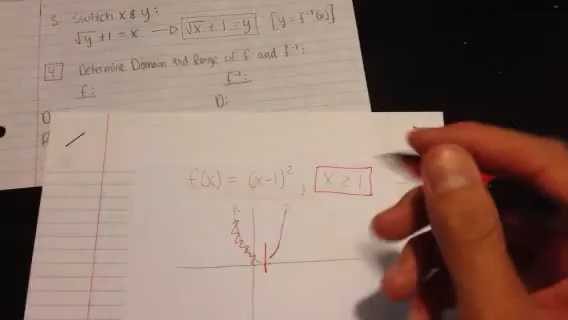 3. Switch x & y:
√y + 1 = x → √x + 1 = y [y = f⁻¹(x)]
4 Determine Domain and Range of f and f⁻¹:
f: f⁻¹:
D D:
R
f(x) = (x-1)², x ≥ 1